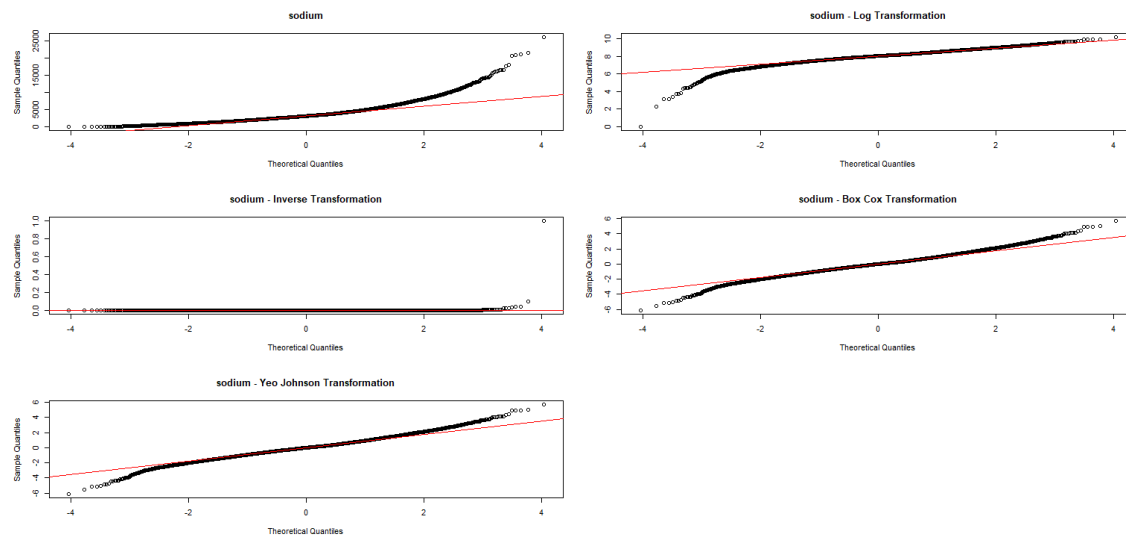 sodium
Sample Quantiles
0 5000 15000 25000
-4 -2 0 2 4
Theoretical Quantiles
sodium - Log Transformation
Sample Quantiles
0 2 4 6 8 10
-4 -2 0 2 4
Theoretical Quantiles
sodium - Inverse Transformation
Sample Quantiles
0.0 0.2 0.4 0.6 0.8 1.0
-4 -2 0 2 4
Theoretical Quantiles
sodium - Box Cox Transformation
Sample Quantiles
-6 -4 -2 0 2 4 6
-4 -2 0 2 4
Theoretical Quantiles
sodium - Yeo Johnson Transformation
Sample Quantiles
-6 -4 -2 0 2 4 6
-4 -2 0 2 4
Theoretical Quantiles